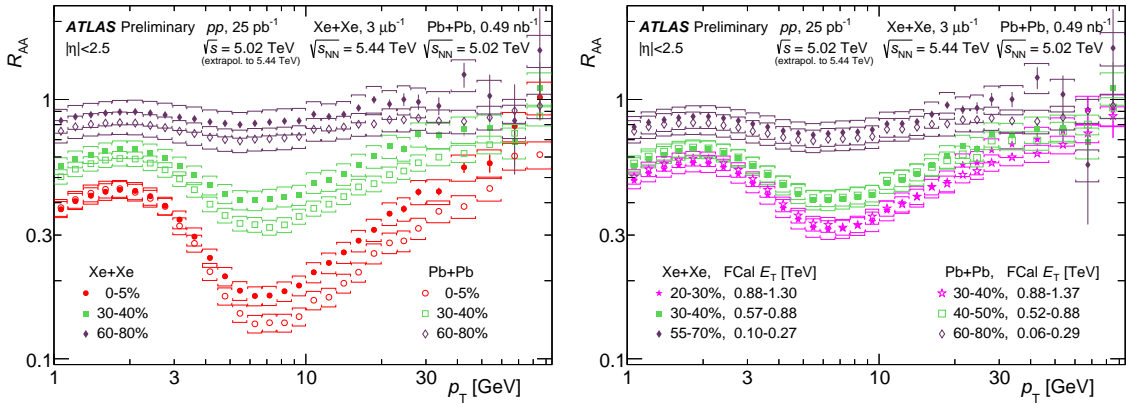 ATLAS Preliminary pp, 25 pb⁻¹ Xe+Xe, 3 μb⁻¹ Pb+Pb, 0.49 nb⁻¹
|η|<2.5 √s = 5.02 TeV √sNN = 5.44 TeV √sNN = 5.02 TeV
(extrapol. to 5.44 TeV)
RAA
1
0.3
0.1
Xe+Xe Pb+Pb
0-5% 0-5%
30-40% 30-40%
60-80% 60-80%
1 3 10 30
pT [GeV]
ATLAS Preliminary pp, 25 pb⁻¹ Xe+Xe, 3 μb⁻¹ Pb+Pb, 0.49 nb⁻¹
|η|<2.5 √s = 5.02 TeV √sNN = 5.44 TeV √sNN = 5.02 TeV
(extrapol. to 5.44 TeV)
RAA
1
0.3
0.1
Xe+Xe, FCal ET [TeV] Pb+Pb, FCal ET [TeV]
20-30%, 0.88-1.30 30-40%, 0.88-1.37
30-40%, 0.57-0.88 40-50%, 0.52-0.88
55-70%, 0.10-0.27 60-80%, 0.06-0.29
1 3 10 30
pT [GeV]